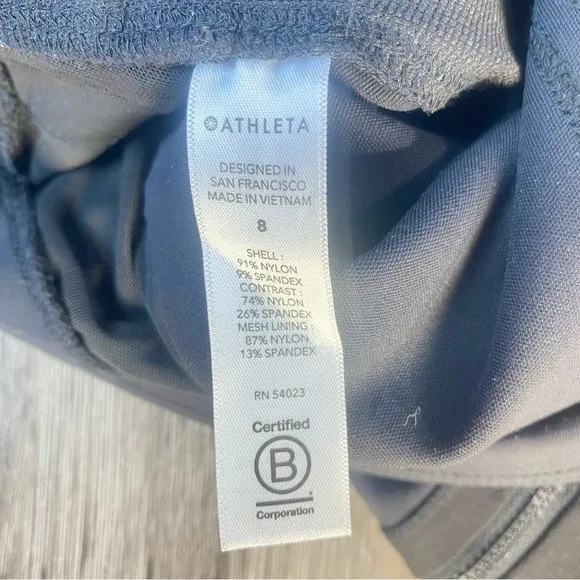 ATHLETA
DESIGNED IN
SAN FRANCISCO
MADE IN VIETNAM
8
SHELL :
91% NYLON
9% SPANDEX
CONTRAST :
74% NYLON
26% SPANDEX
MESH LINING :
87% NYLON
13% SPANDEX
RN 54023
Certified
B
Corporation